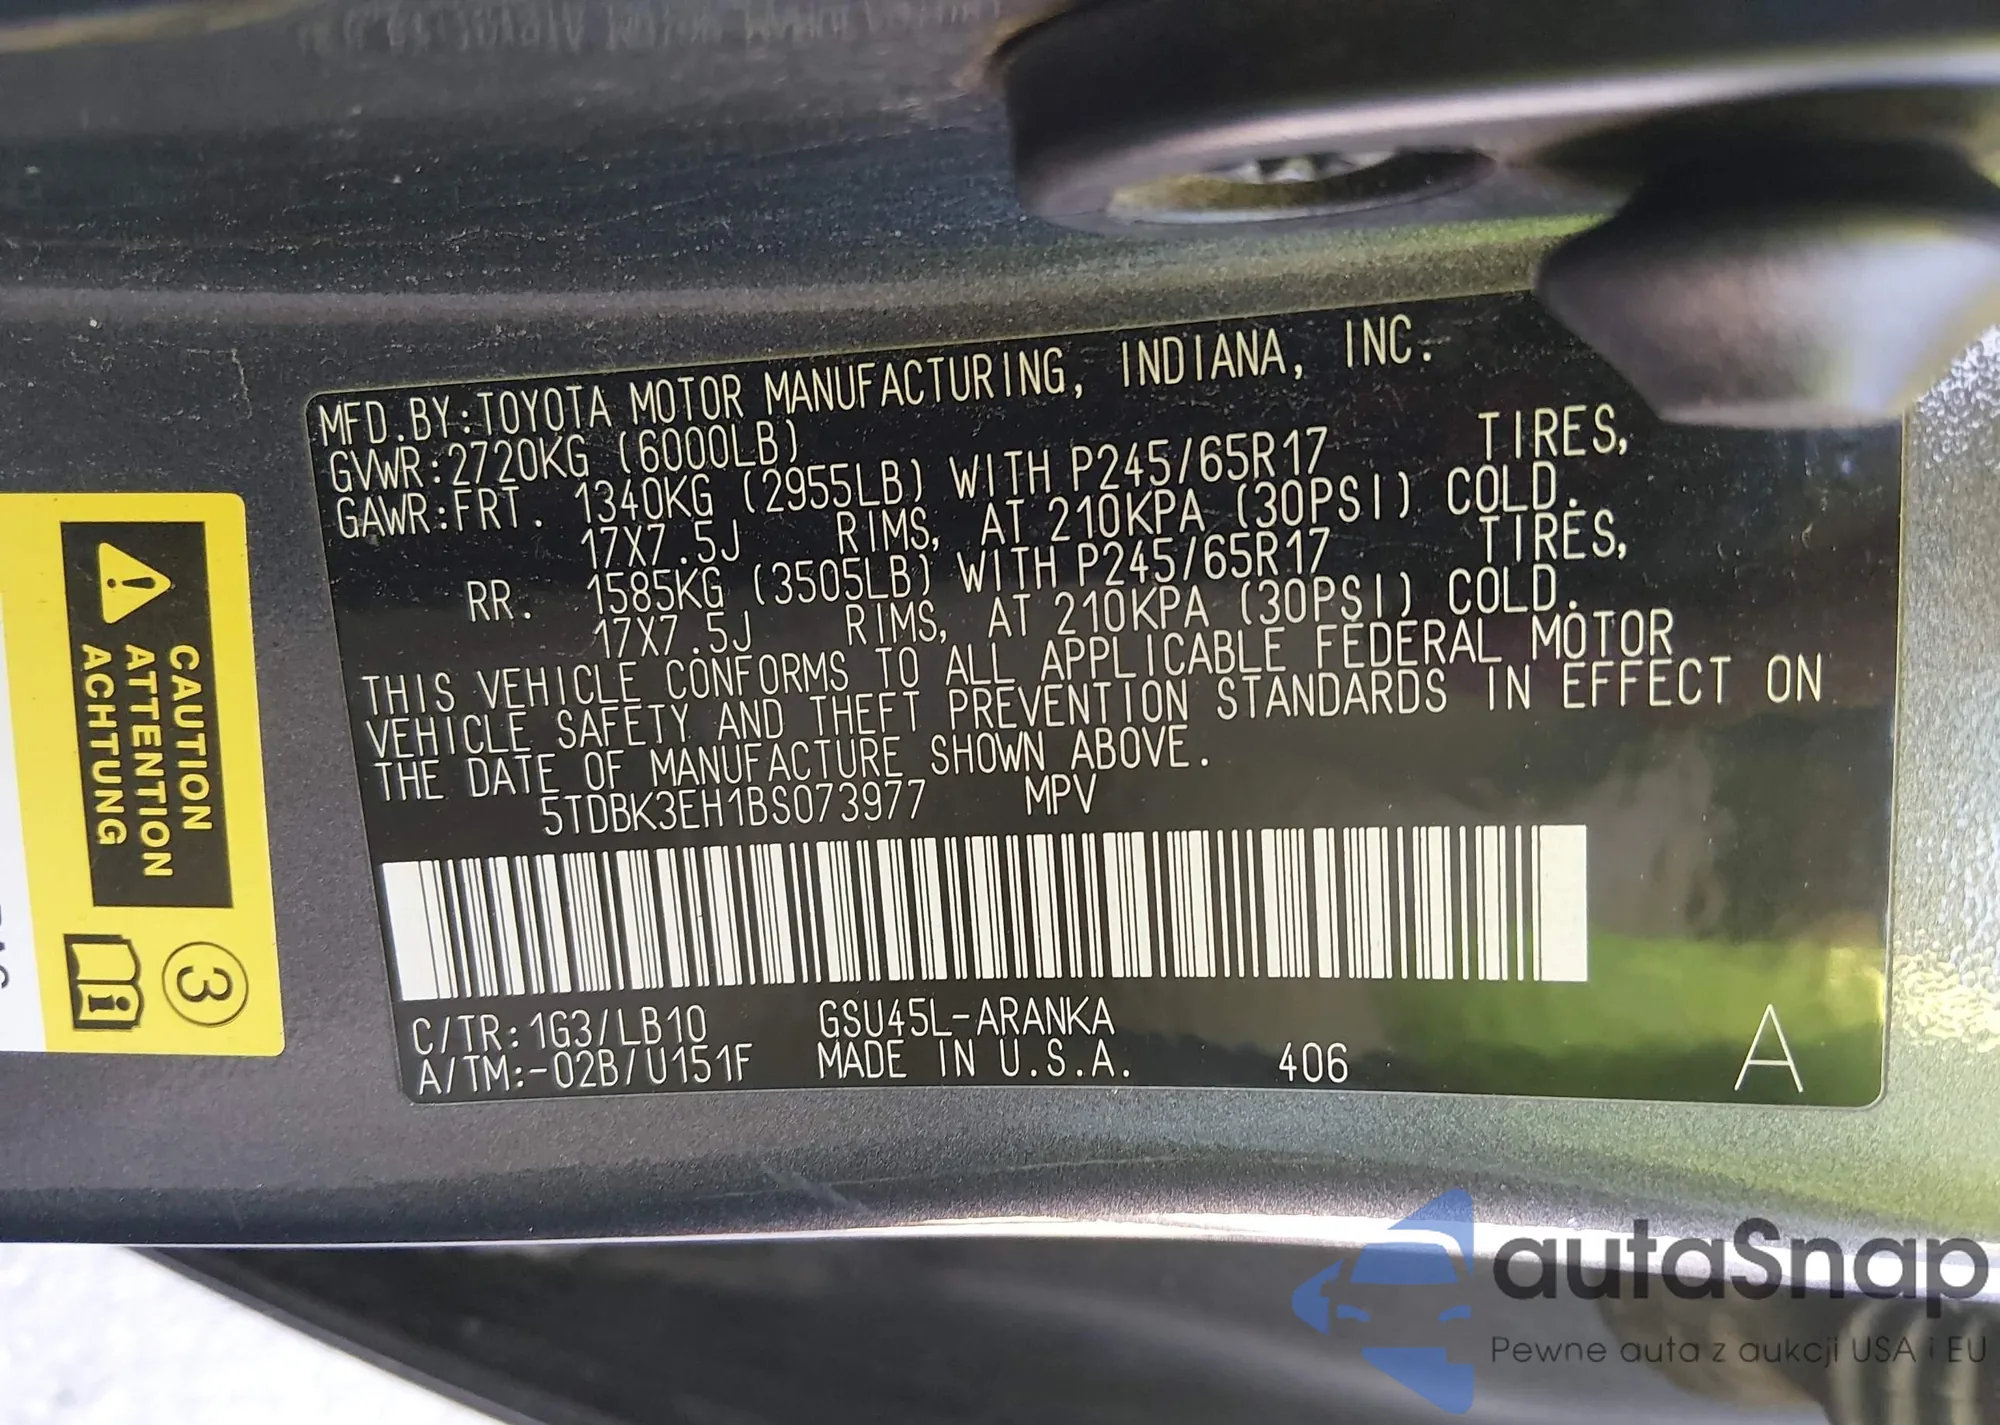 MFD.BY:TOYOTA MOTOR MANUFACTURING, INDIANA, INC.
GVWR:2720KG (6000LB)
GAWR:FRT. 1340KG (2955LB) WITH P245/65R17 TIRES,
17X7.5J RIMS, AT 210KPA (30PSI) COLD.
RR. 1585KG (3505LB) WITH P245/65R17 TIRES,
17X7.5J RIMS, AT 210KPA (30PSI) COLD.
THIS VEHICLE CONFORMS TO ALL APPLICABLE FEDERAL MOTOR
VEHICLE SAFETY AND THEFT PREVENTION STANDARDS IN EFFECT ON
THE DATE OF MANUFACTURE SHOWN ABOVE.
5TDBK3EH1BS073977 MPV
C/TR:1G3/LB10 GSU45L-ARANKA
A/TM:-02B/U151F MADE IN U.S.A. 406 A
CAUTION
ATTENTION
ACHTUNG
3
i
autaSnap
Pewne auta z aukcji USA i EU